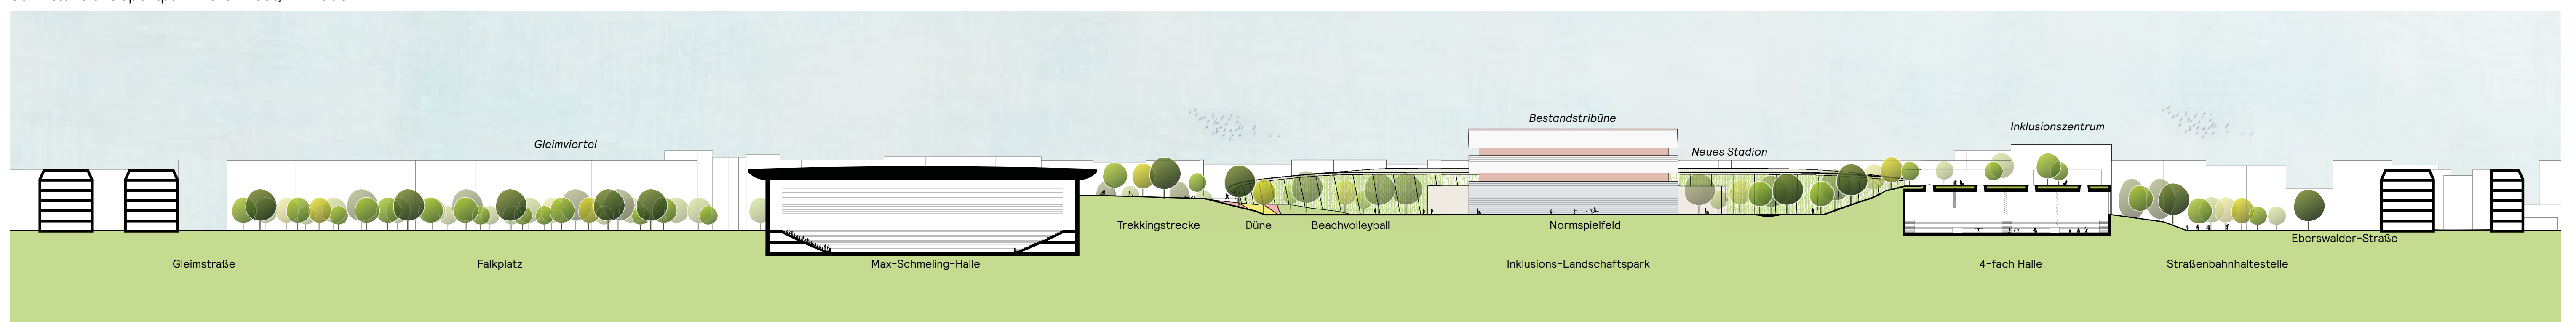 Gleimviertel
Bestandstribüne
Neues Stadion
Inklusionszentrum
Trekkingstrecke
Düne
Beachvolleyball
Normspielfeld
Eberswalder-Straße
Gleimstraße
Falkplatz
Max-Schmeling-Halle
Inklusions-Landschaftspark
4-fach Halle
Straßenbahnhaltestelle